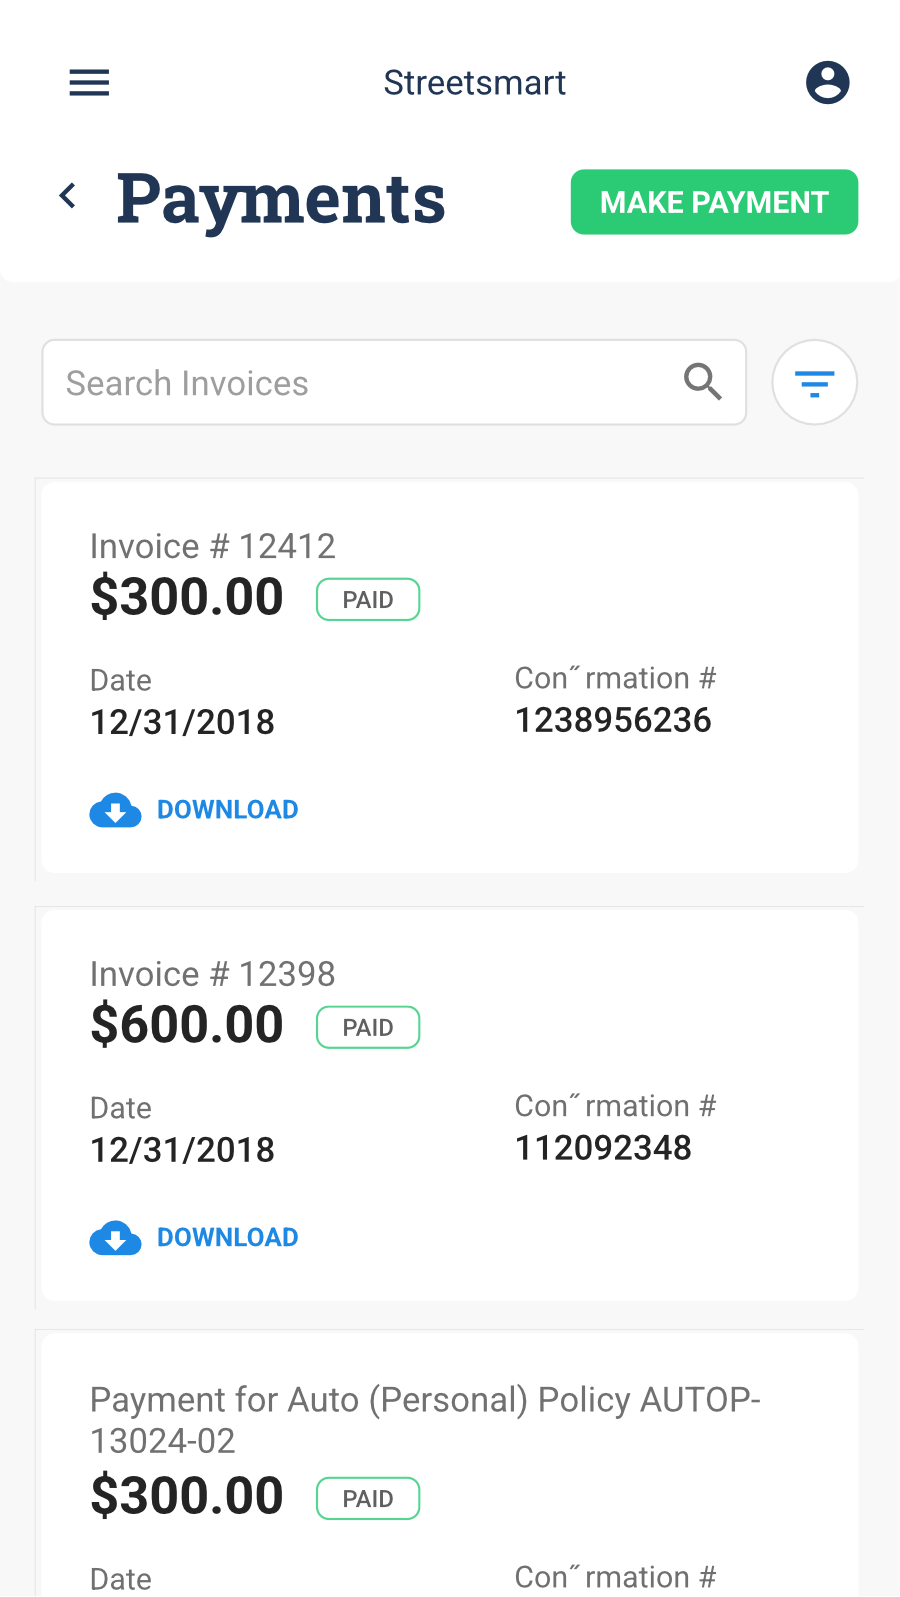 Streetsmart
Payments
MAKE PAYMENT
Search Invoices
Invoice # 12412
$300.00 PAID
Date
Con˝ rmation #
12/31/2018
1238956236
DOWNLOAD
Invoice # 12398
$600.00 PAID
Date
Con˝ rmation #
12/31/2018
112092348
DOWNLOAD
Payment for Auto (Personal) Policy AUTOP-
13024-02
$300.00 PAID
Date
Con˝ rmation #